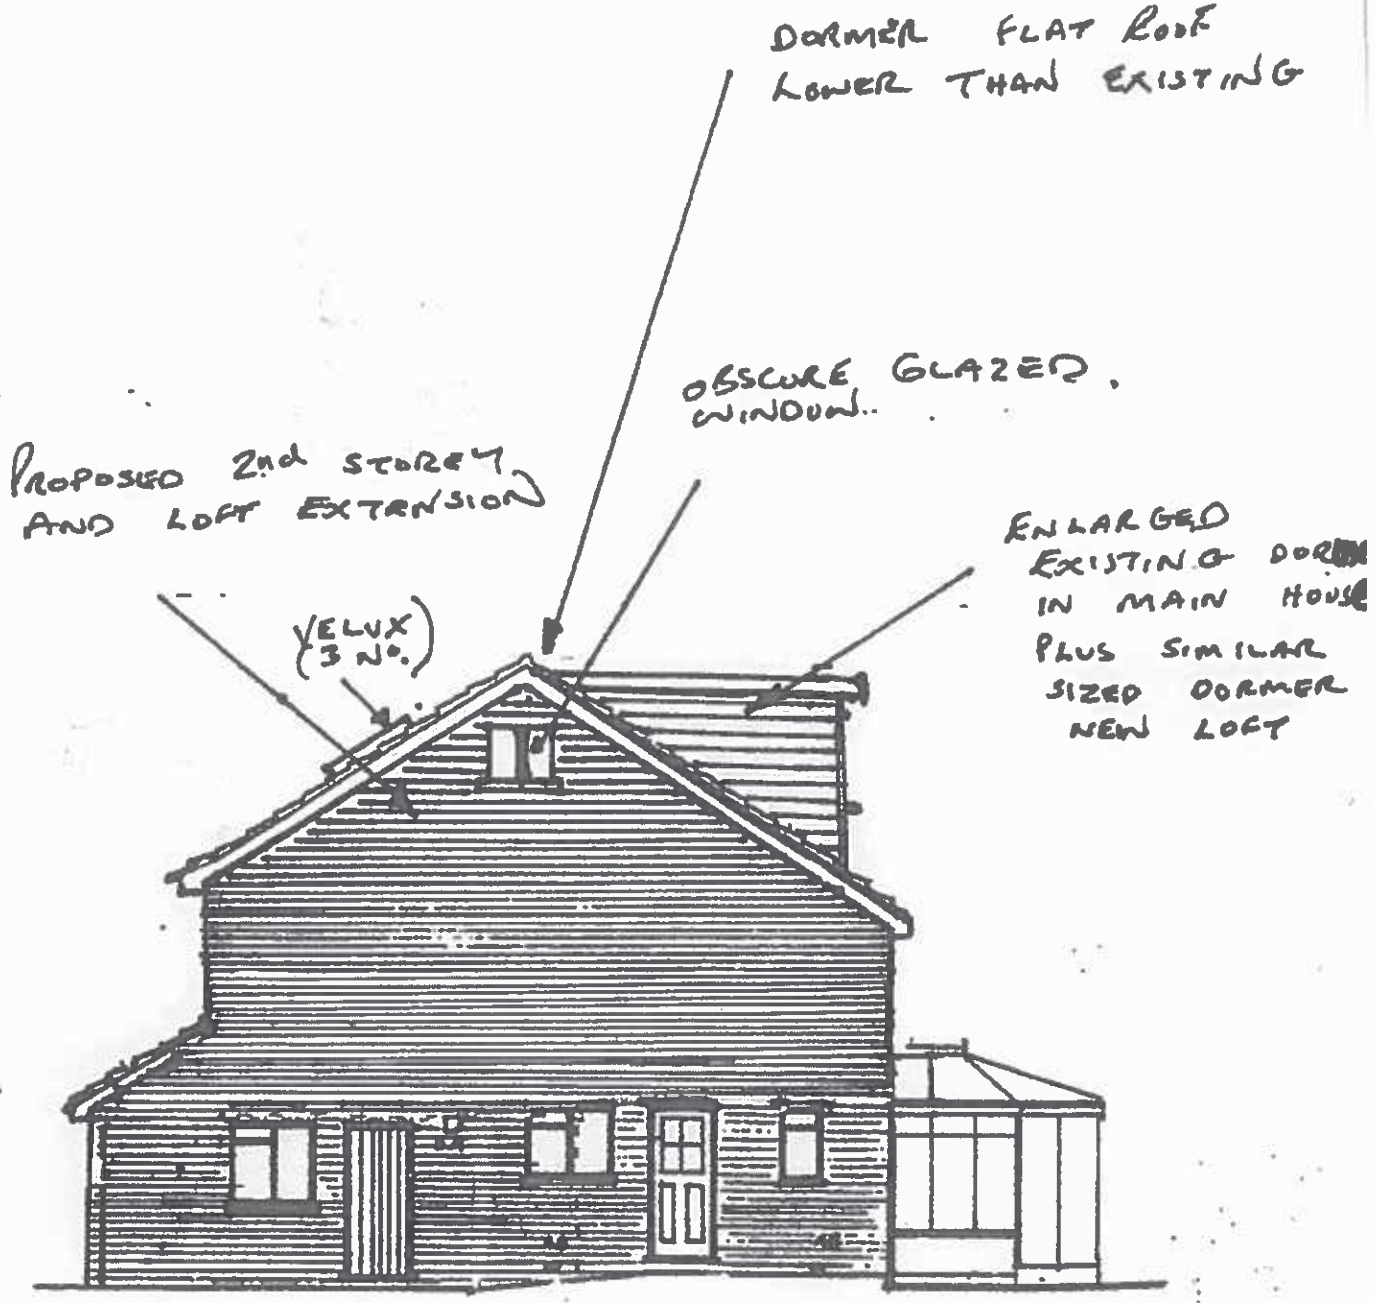 DORMER FLAT ROOF
LOWER THAN EXISTING
OBSCURE GLAZED.
WINDOW..
PROPOSED 2nd STOREY
AND LOFT EXTENSION
VELUX
(3 No.)
ENLARGED
EXISTING
IN MAIN HOUSE
PLUS SIMILAR
SIZED DORMER
NEW LOFT